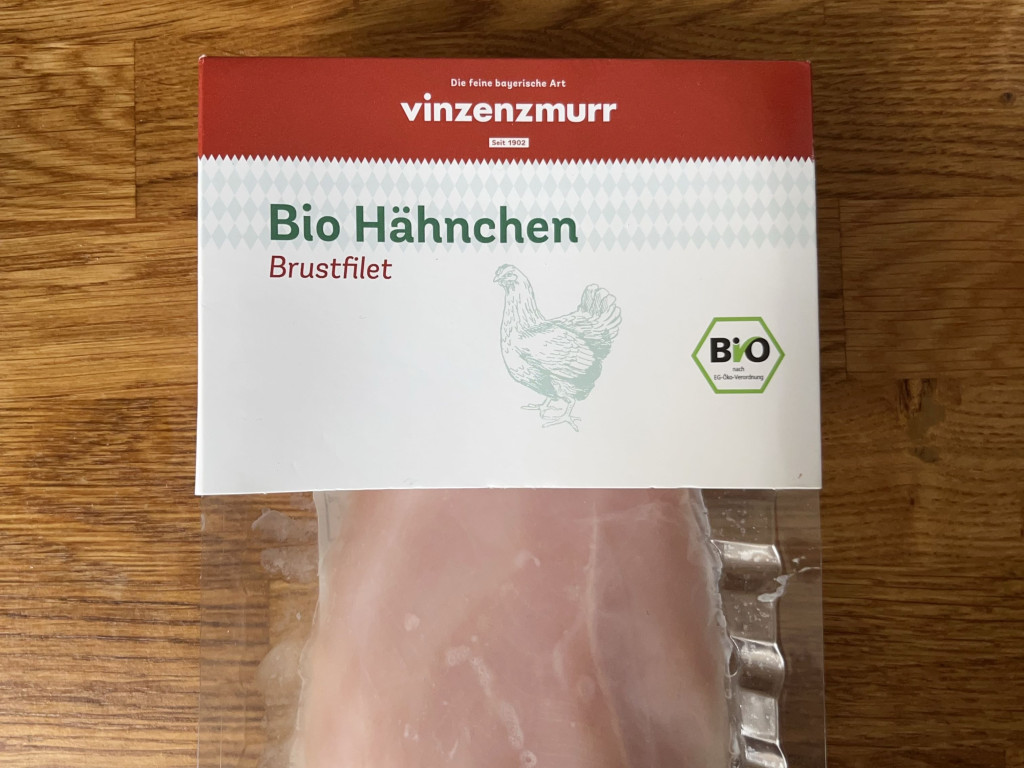 Die feine bayerische Art
vinzenzmurr
Seit 1902
Bio Hähnchen
Brustfilet
Bio
nach
EG-Öko-Verordnung